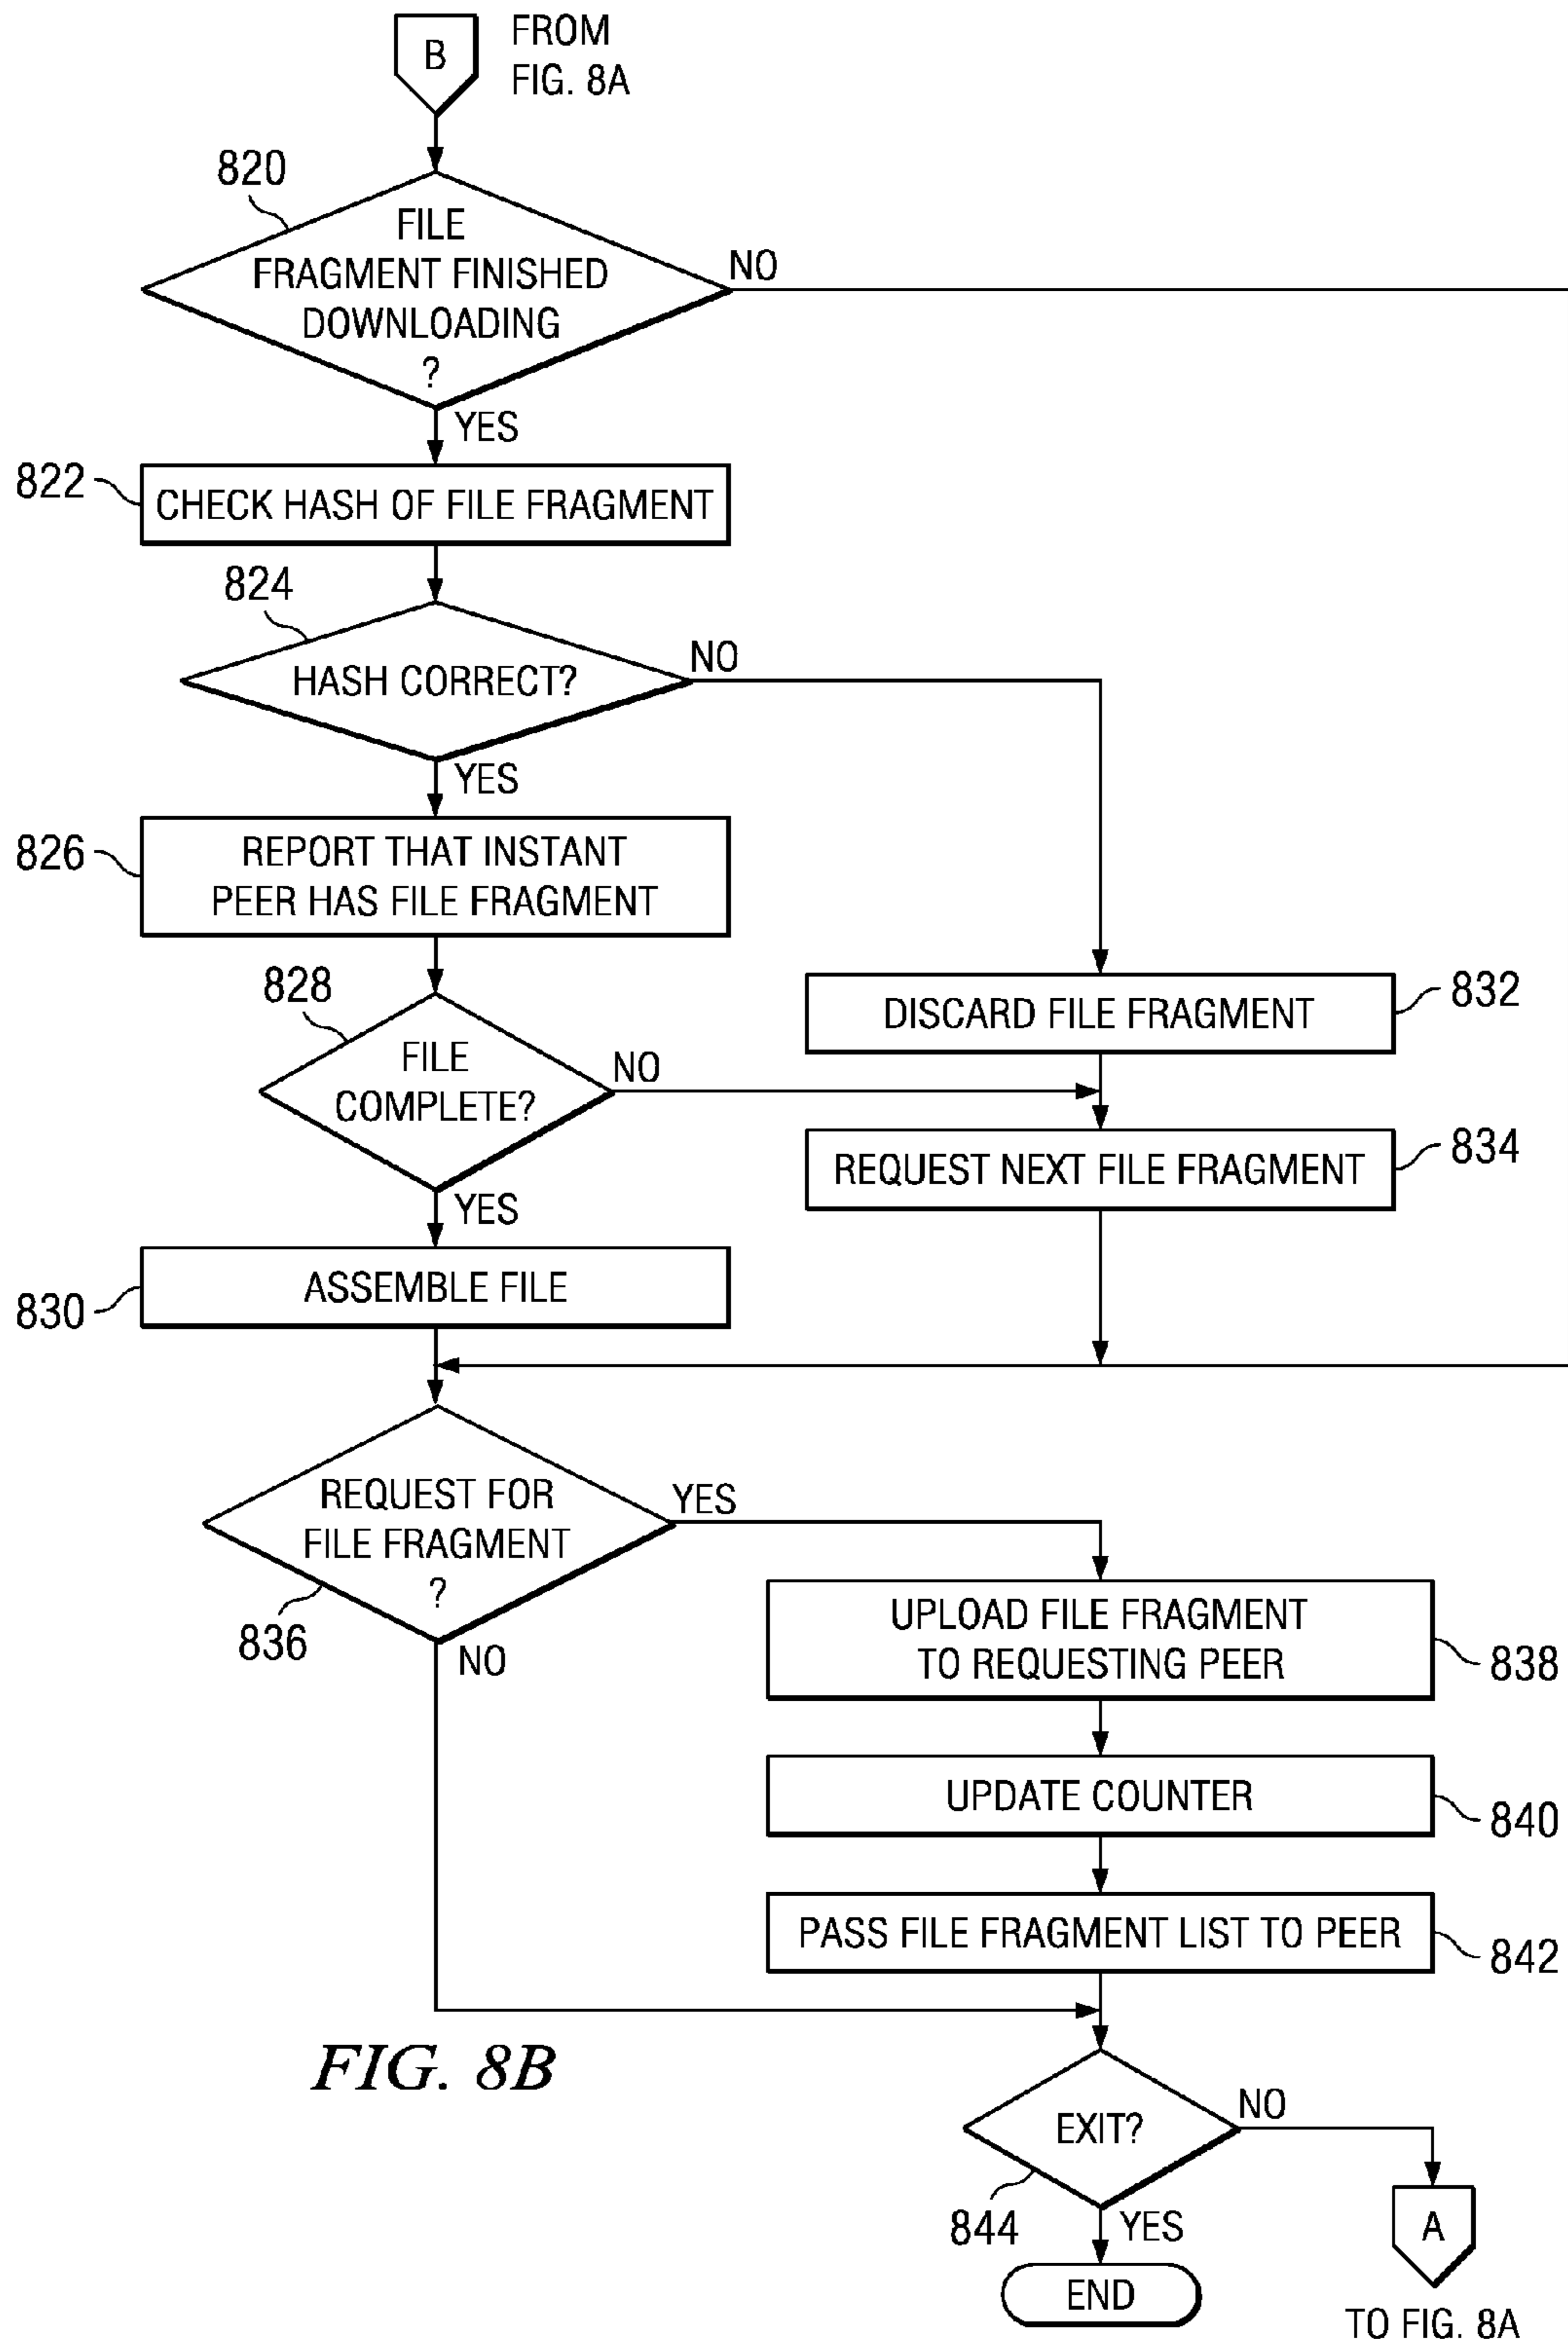 B
FROM
FIG. 8A
820
FILE
FRAGMENT FINISHED
DOWNLOADING
?
NO
YES
822
CHECK HASH OF FILE FRAGMENT
824
HASH CORRECT?
NO
YES
826
REPORT THAT INSTANT
PEER HAS FILE FRAGMENT
828
FILE
COMPLETE?
NO
YES
DISCARD FILE FRAGMENT
832
REQUEST NEXT FILE FRAGMENT
834
830
ASSEMBLE FILE
REQUEST FOR
FILE FRAGMENT
?
YES
836
NO
UPLOAD FILE FRAGMENT
TO REQUESTING PEER
838
UPDATE COUNTER
840
PASS FILE FRAGMENT LIST TO PEER
842
FIG. 8B
EXIT?
NO
844
YES
A
END
TO FIG. 8A